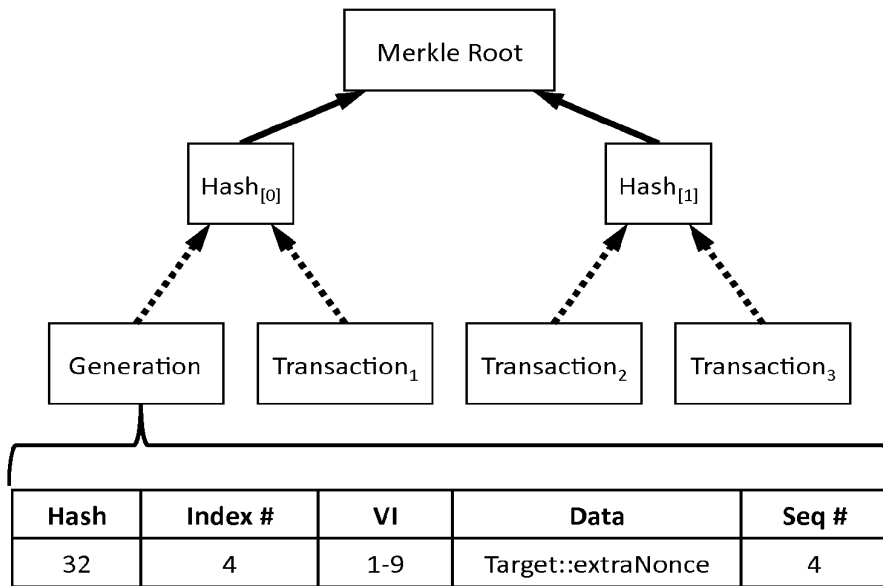 Merkle Root
Hash[0] Hash[1]
Generation Transaction1 Transaction2 Transaction3
Hash Index # VI Data Seq #
32 4 1-9 Target::extraNonce 4